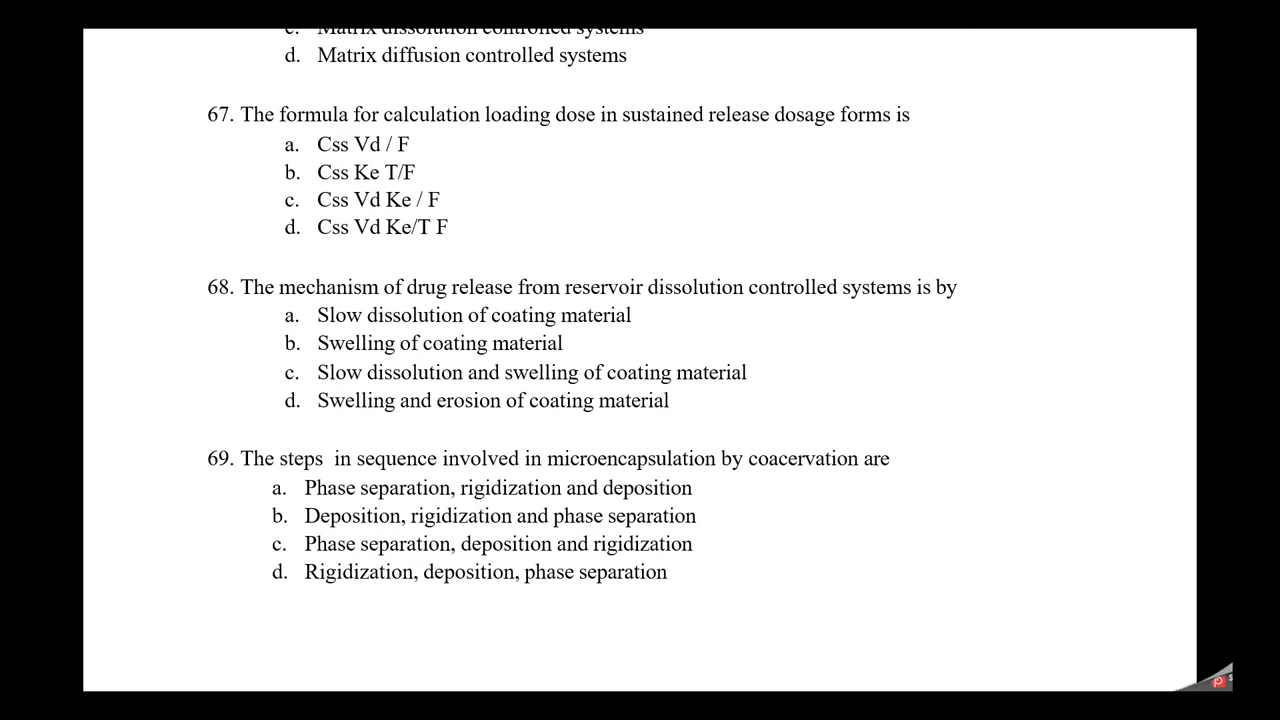 c. Matrix dissolution controlled systems
d. Matrix diffusion controlled systems
67. The formula for calculation loading dose in sustained release dosage forms is
a. Css Vd / F
b. Css Ke T/F
c. Css Vd Ke / F
d. Css Vd Ke/T F
68. The mechanism of drug release from reservoir dissolution controlled systems is by
a. Slow dissolution of coating material
b. Swelling of coating material
c. Slow dissolution and swelling of coating material
d. Swelling and erosion of coating material
69. The steps  in sequence involved in microencapsulation by coacervation are
a. Phase separation, rigidization and deposition
b. Deposition, rigidization and phase separation
c. Phase separation, deposition and rigidization
d. Rigidization, deposition, phase separation